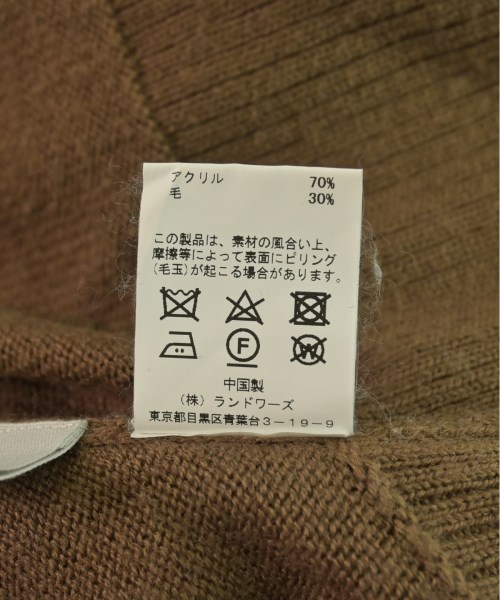 アクリル 70%
毛 30%
この製品は、素材の風合い上、
摩擦等によって表面にピリング
(毛玉)が起こる場合があります。
F W
中国製
(株) ランドワーズ
東京都目黒区青葉台3-19-9